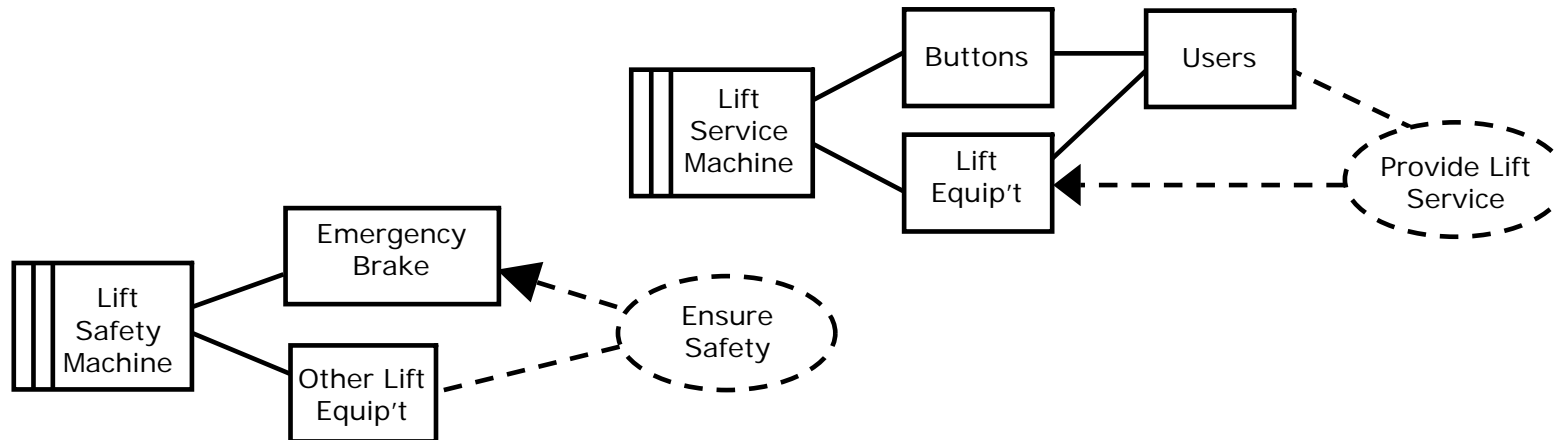 Buttons
Users
Lift
Service
Machine
Lift
Equip't
Provide Lift
Service
Emergency
Brake
Lift
Safety
Machine
Ensure
Safety
Other Lift
Equip't